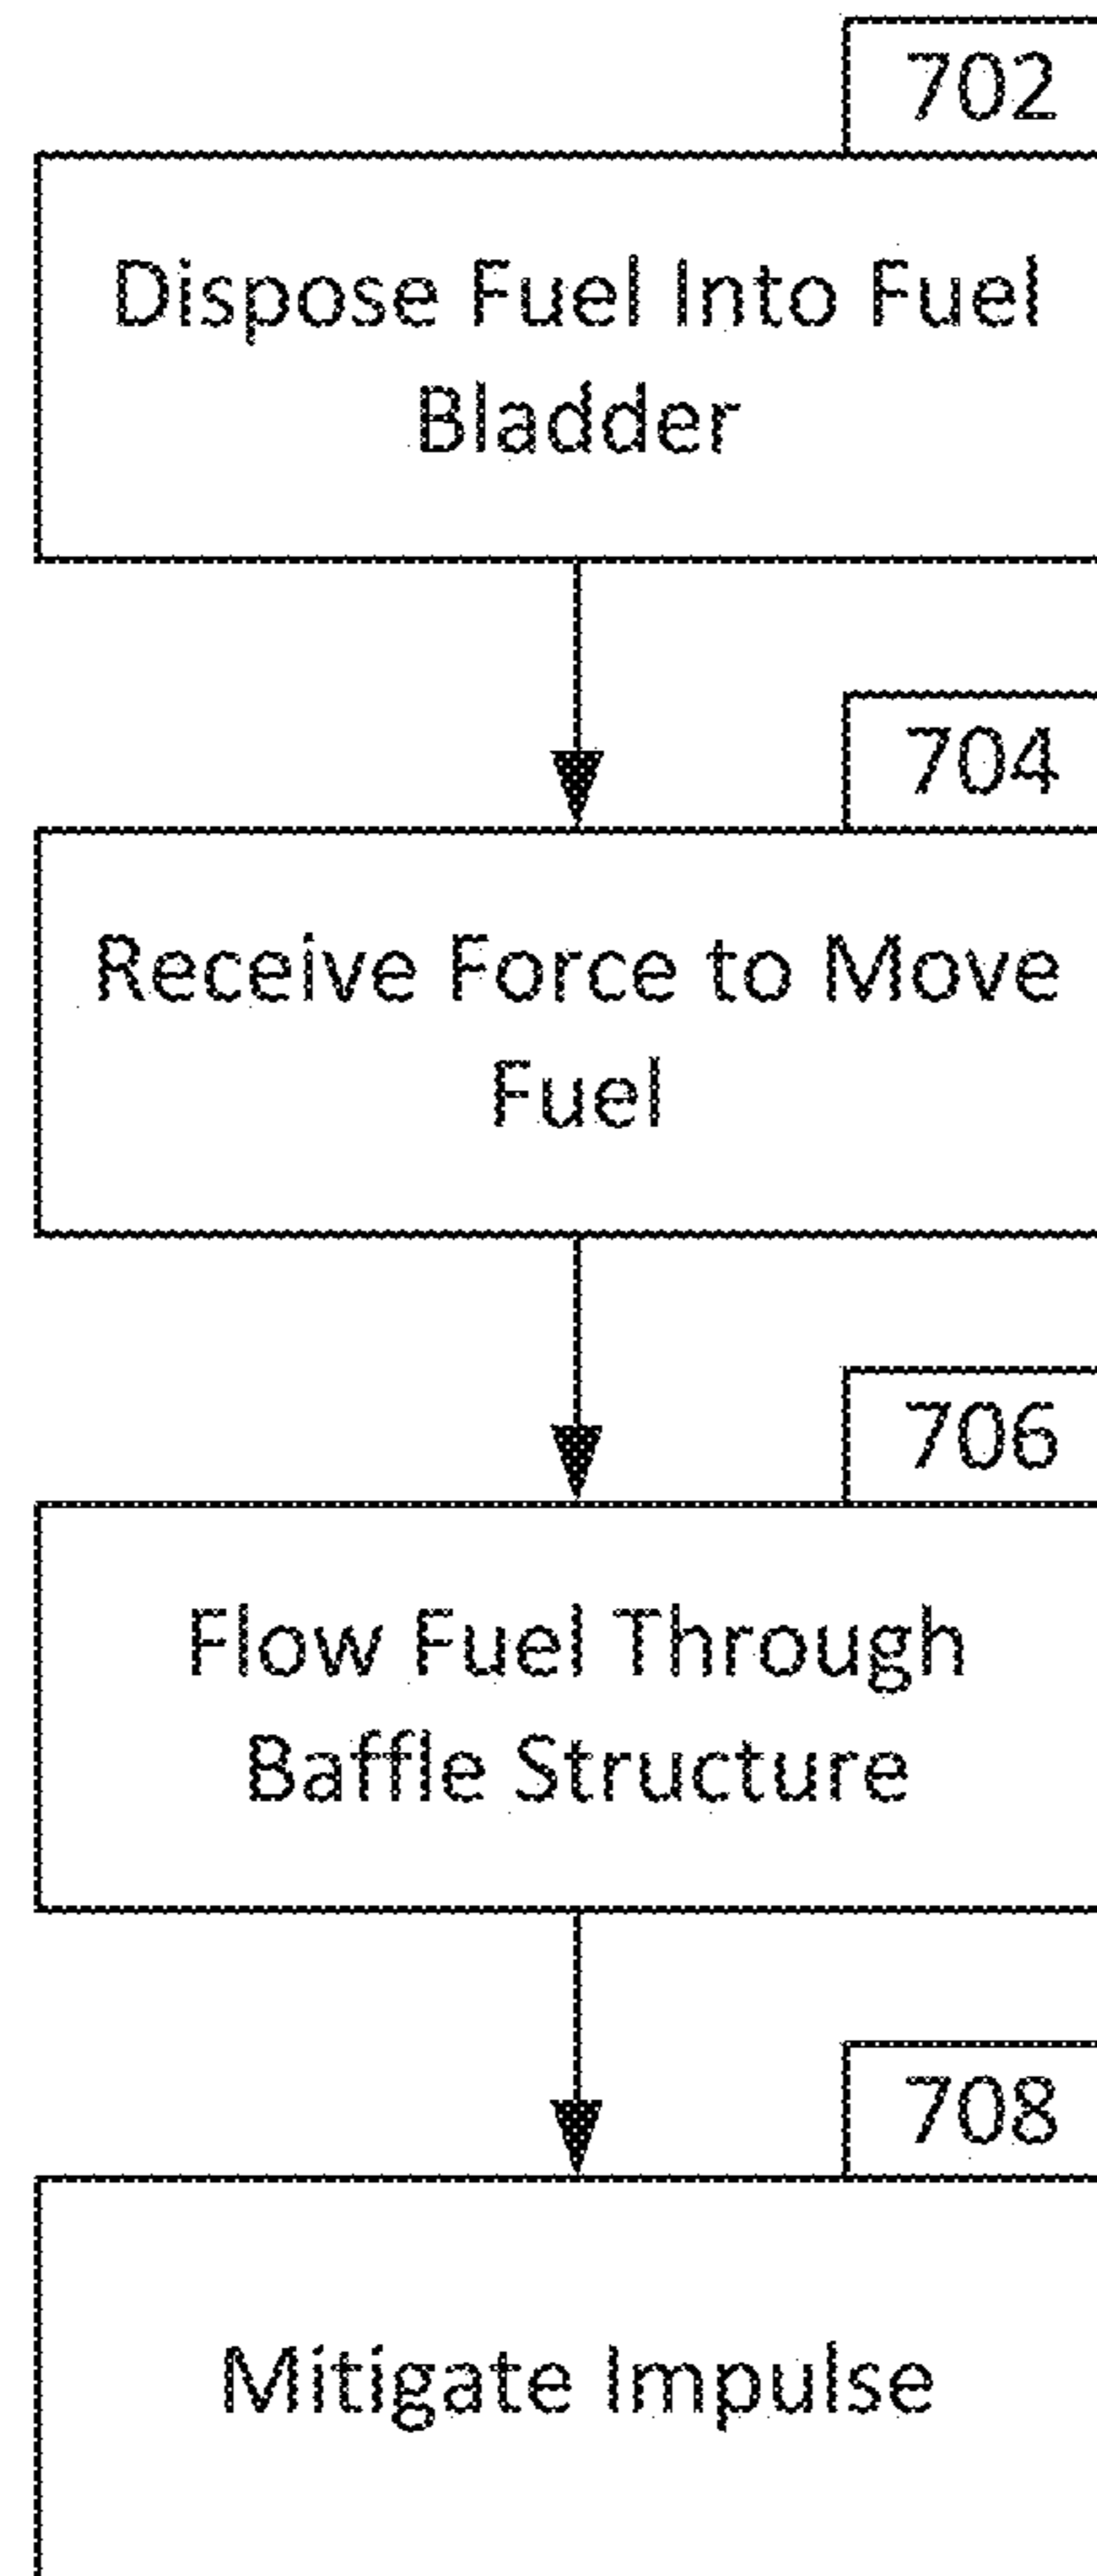 702
Dispose Fuel Into Fuel
Bladder
704
Receive Force to Move
Fuel
706
Flow Fuel Through
Baffle Structure
708
Mitigate Impulse